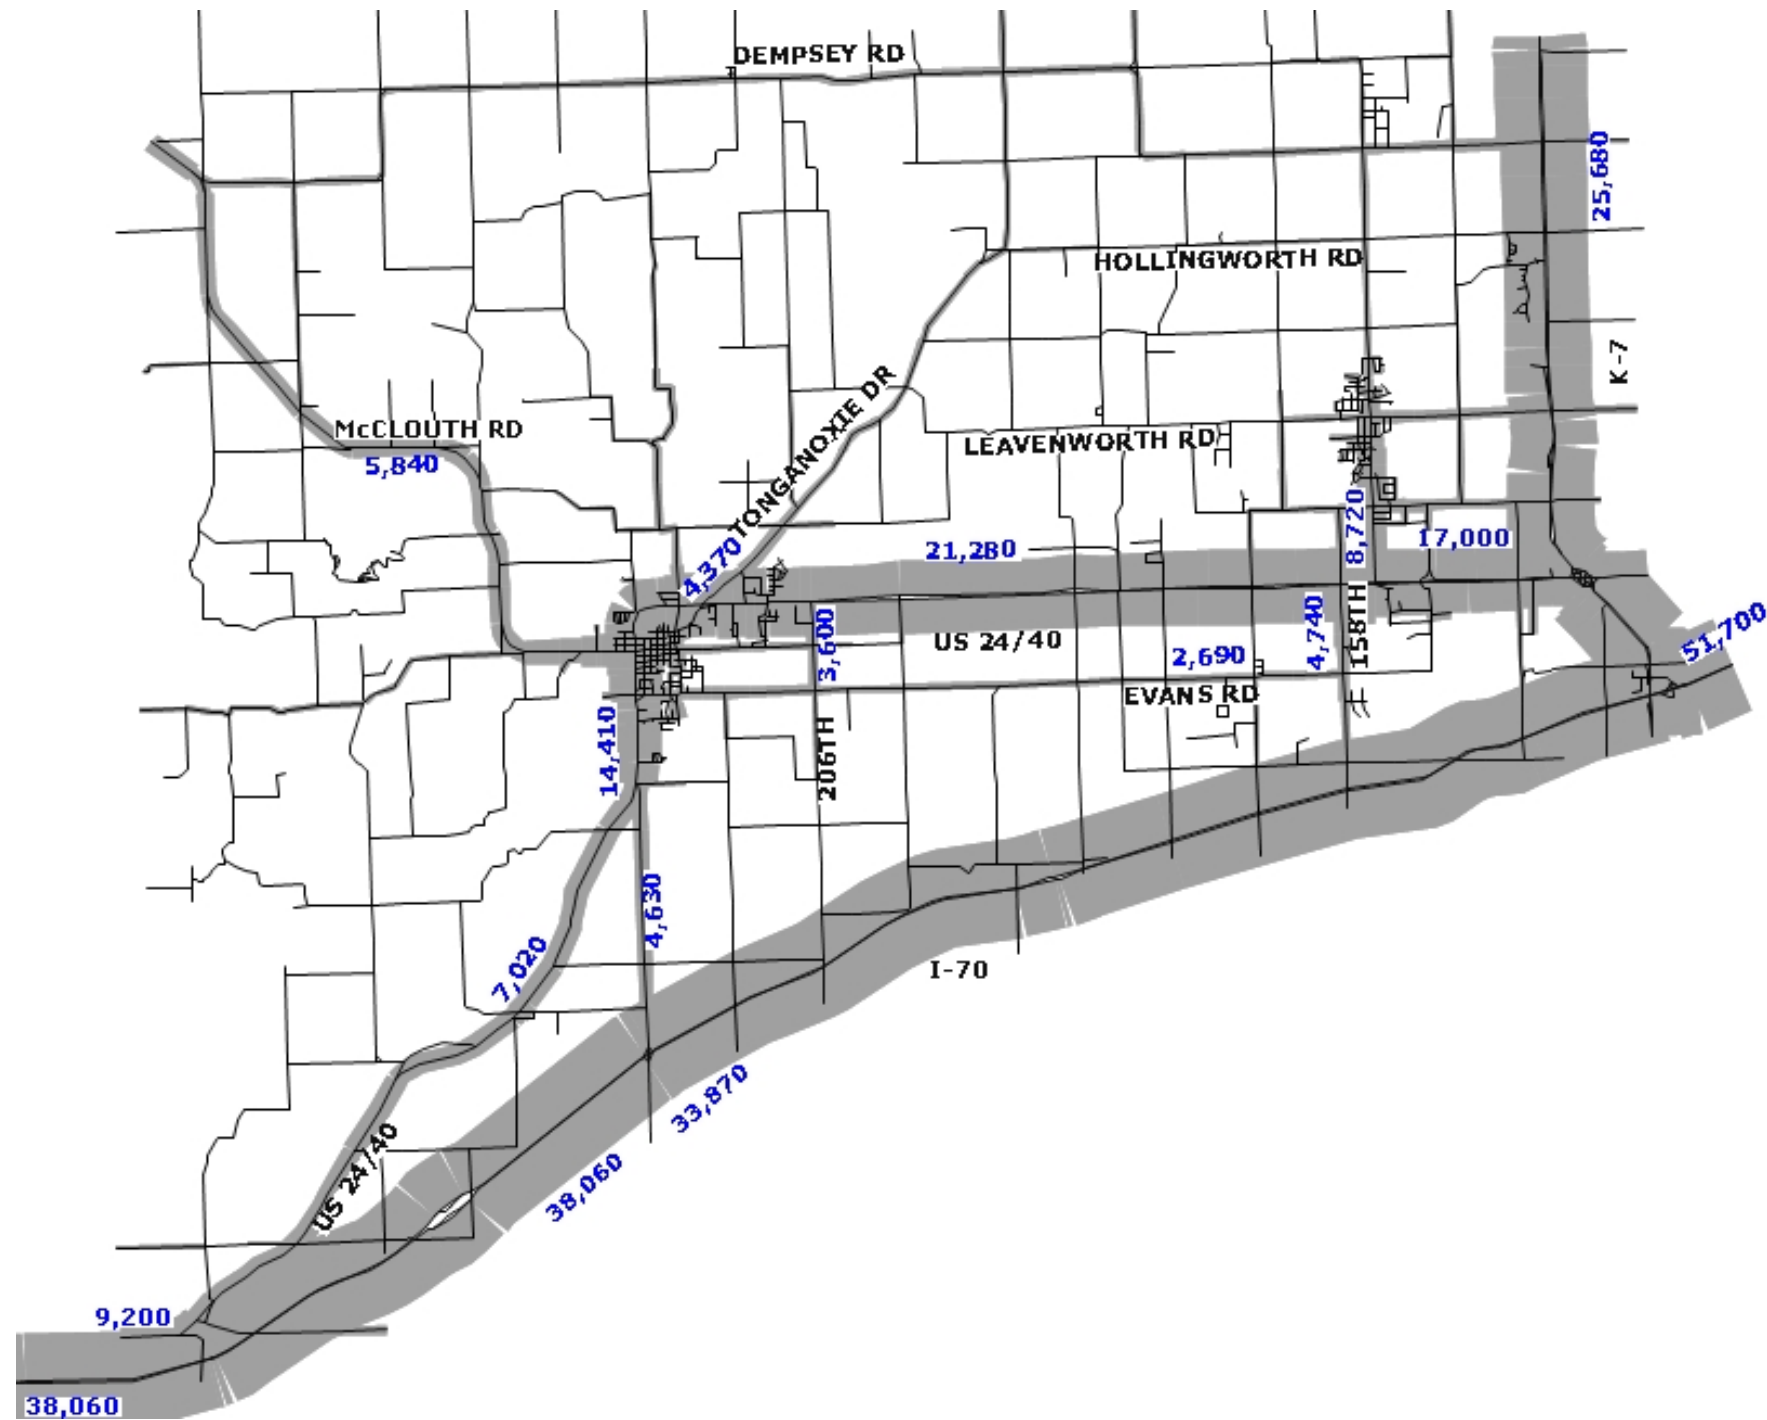 DEMPSEY RD
25,680
HOLLINGWORTH RD
K-7
TONGANOXIE DR
McCLOUTH RD
5,840
LEAVENWORTH RD
8,720
17,000
21,280
4,370
158TH
4,740
3,600
US 24/40
2,690
51,700
EVANS RD
14,410
206TH
4,630
7,020
I-70
33,870
38,060
US 24/40
9,200
38,060